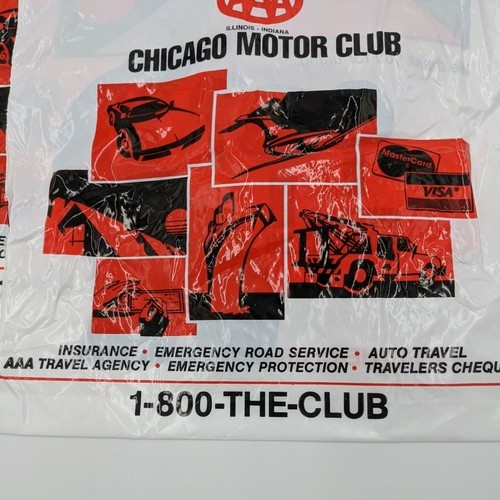 AAA
ILLINOIS - INDIANA
CHICAGO MOTOR CLUB
MasterCard
VISA®
INSURANCE • EMERGENCY ROAD SERVICE • AUTO TRAVEL
AAA TRAVEL AGENCY • EMERGENCY PROTECTION • TRAVELERS CHEQU
1-800-THE-CLUB